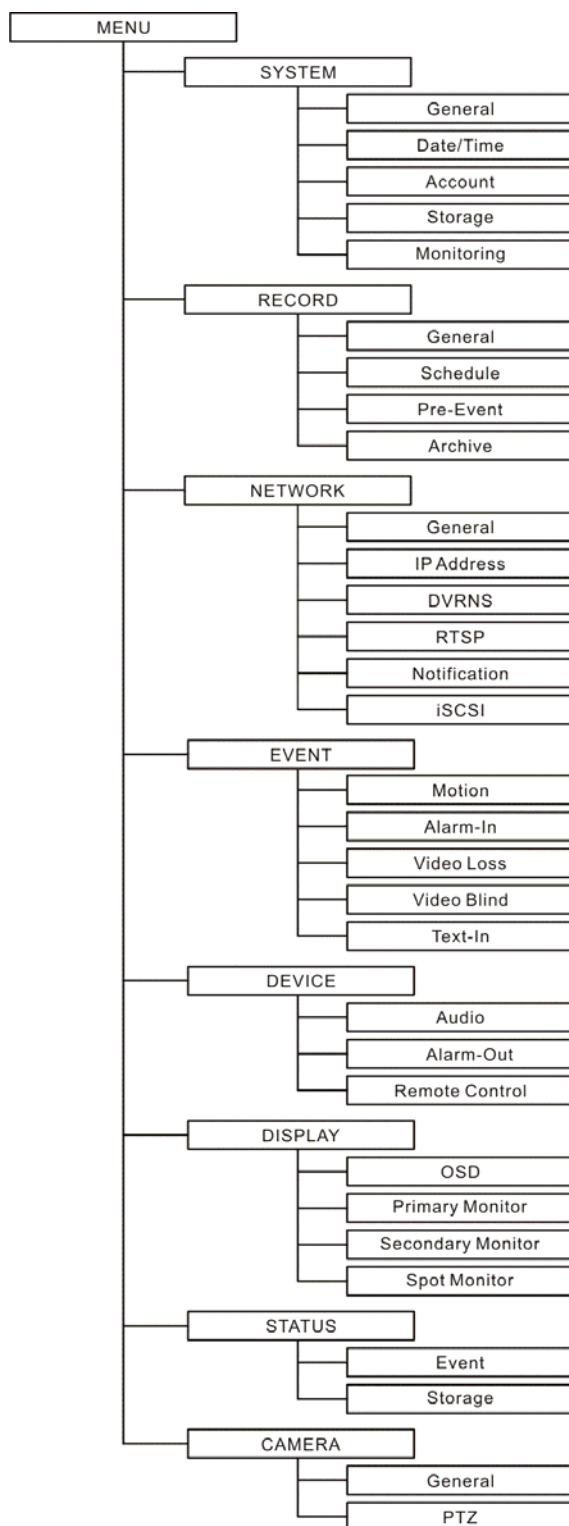 MENU
SYSTEM
General
Date/Time
Account
Storage
Monitoring
RECORD
General
Schedule
Pre-Event
Archive
NETWORK
General
IP Address
DVRNS
RTSP
Notification
iSCSI
EVENT
Motion
Alarm-In
Video Loss
Video Blind
Text-In
DEVICE
Audio
Alarm-Out
Remote Control
DISPLAY
OSD
Primary Monitor
Secondary Monitor
Spot Monitor
STATUS
Event
Storage
CAMERA
General
PTZ